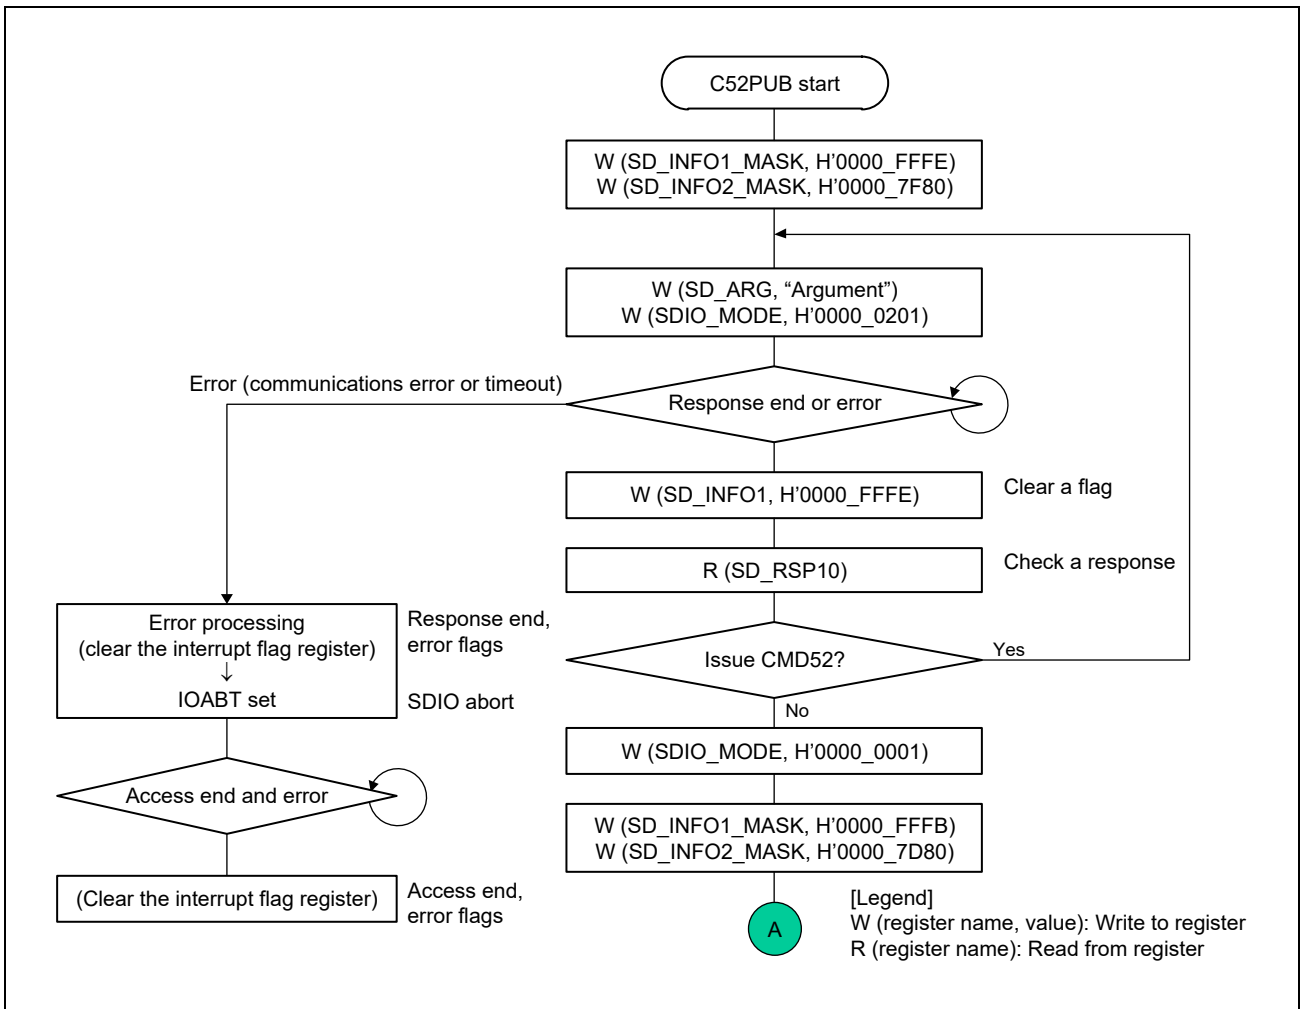 C52PUB start
W (SD_INFO1_MASK, H'0000_FFFE)
W (SD_INFO2_MASK, H'0000_7F80)
W (SD_ARG, “Argument”)
W (SDIO_MODE, H'0000_0201)
Error (communications error or timeout)
Response end or error
W (SD_INFO1, H'0000_FFFE)
Clear a flag
R (SD_RSP10)
Check a response
Error processing
(clear the interrupt flag register)
↓
IOABT set
Response end,
error flags
SDIO abort
Issue CMD52?
Yes
No
W (SDIO_MODE, H'0000_0001)
Access end and error
W (SD_INFO1_MASK, H'0000_FFFB)
W (SD_INFO2_MASK, H'0000_7D80)
(Clear the interrupt flag register)
Access end,
error flags
A
[Legend]
W (register name, value): Write to register
R (register name): Read from register